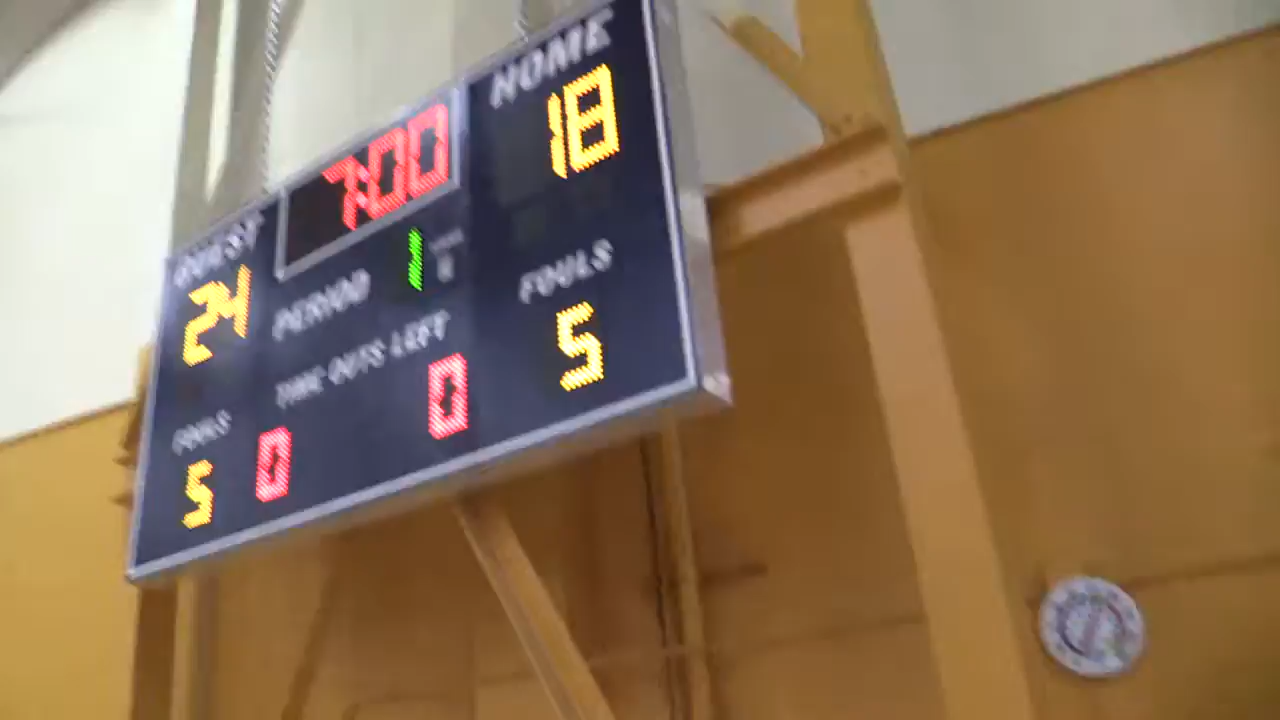 GUEST 7:00 HOME
24 18
PERIOD 1
TIME OUTS LEFT
FOULS 0 0 FOULS
5 5